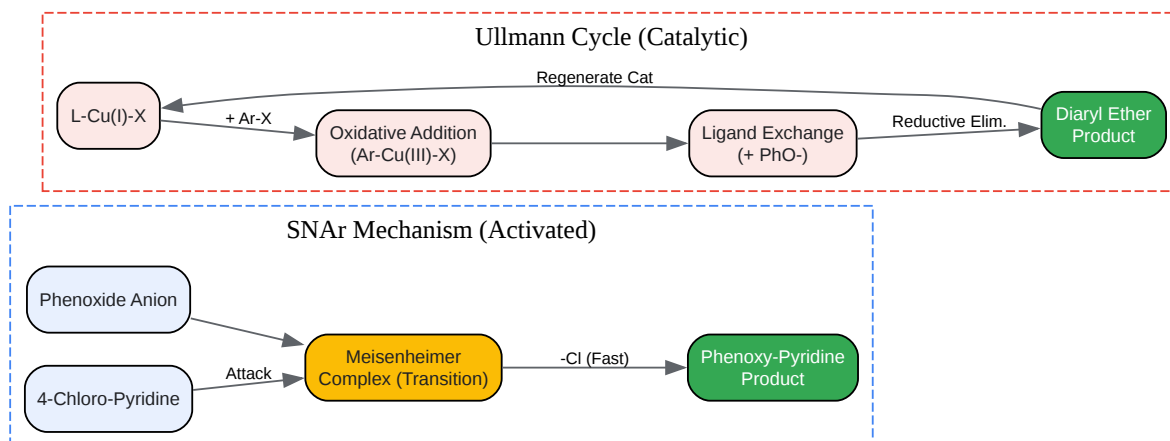 Ullmann Cycle (Catalytic)
Regenerate Cat
L-Cu(I)-X
+ Ar-X
Oxidative Addition
(Ar-Cu(III)-X)
Ligand Exchange
(+ PhO-)
Reductive Elim.
Diaryl Ether
Product
SNAr Mechanism (Activated)
Phenoxide Anion
4-Chloro-Pyridine
Attack
Meisenheimer
Complex (Transition)
-Cl (Fast)
Phenoxy-Pyridine
Product